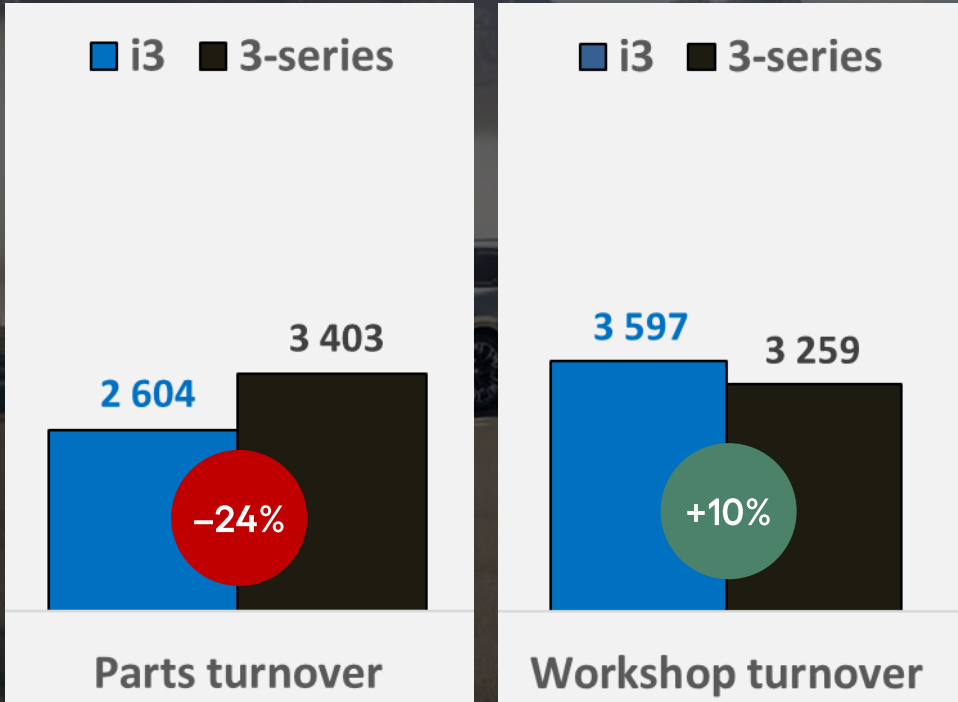 i3 3-series
3 403
2 604
–24%
Parts turnover
i3 3-series
3 597
3 259
+10%
Workshop turnover